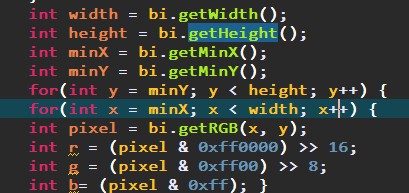 int width = bi.getWidth();
int height = bi.getHeight();
int minX = bi.getMinX();
int minY = bi.getMinY();
for(int y = minY; y < height; y++) {
for(int x = minX; x < width; x++) {
int pixel = bi.getRGB(x, y);
int r = (pixel & 0xff0000) >> 16;
int g = (pixel & 0xff00) >> 8;
int b= (pixel & 0xff); }